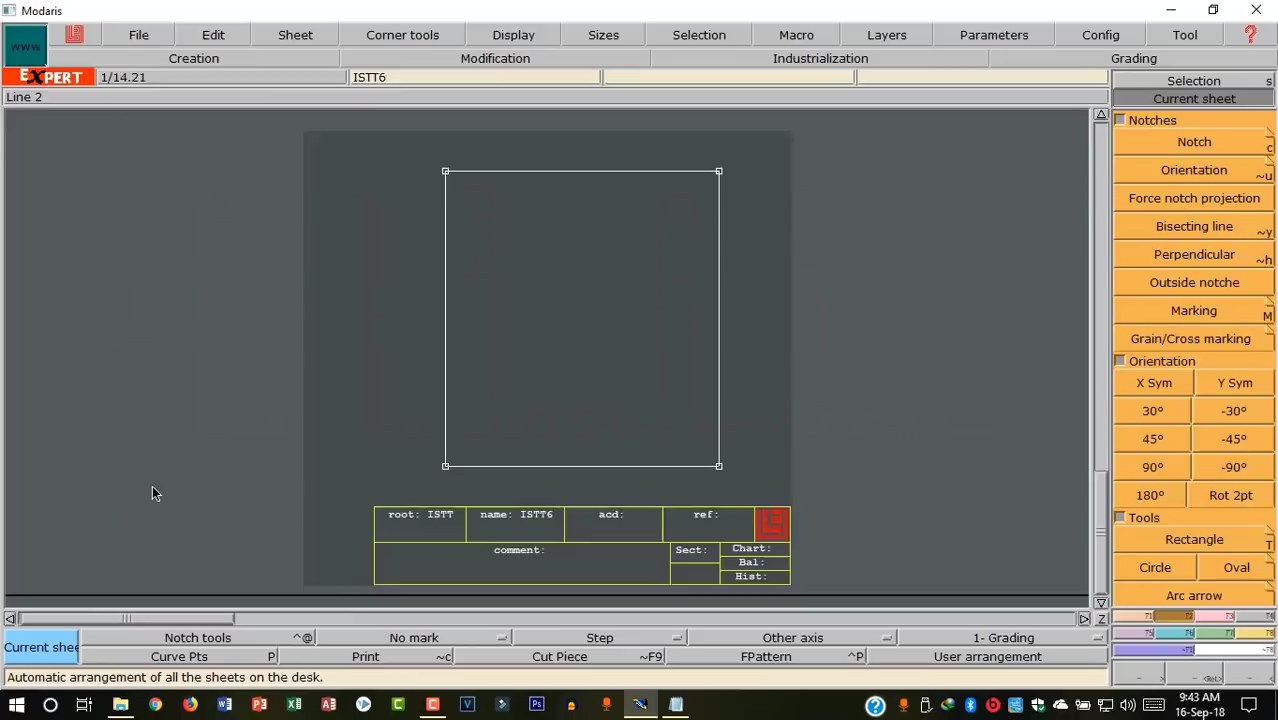 Modaris
www
File Edit Sheet Corner tools Display Sizes Selection Macro Layers Parameters Config Tool ?
Creation Modification Industrialization Grading
ExPERT 1/14.21 ISTT6
Line 2
Selection s
Current sheet
Notches
Notch c
Orientation ~u
Force notch projection
Bisecting line ~y
Perpendicular ~h
Outside notche
Marking M
Grain/Cross marking
Orientation
X Sym Y Sym
30° -30°
45° -45°
90° -90°
180° Rot 2pt
Tools
Rectangle T
Circle Oval
Arc arrow
root: ISTT name: ISTT6 acd: ref:
comment: Sect: Chart:
Bal:
Hist:
Z
Current shee Notch tools ^@ No mark Step Other axis 1- Grading
Curve Pts P Print ~c Cut Piece ~F9 FPattern ^P User arrangement
Automatic arrangement of all the sheets on the desk.
9:43 AM
16-Sep-18